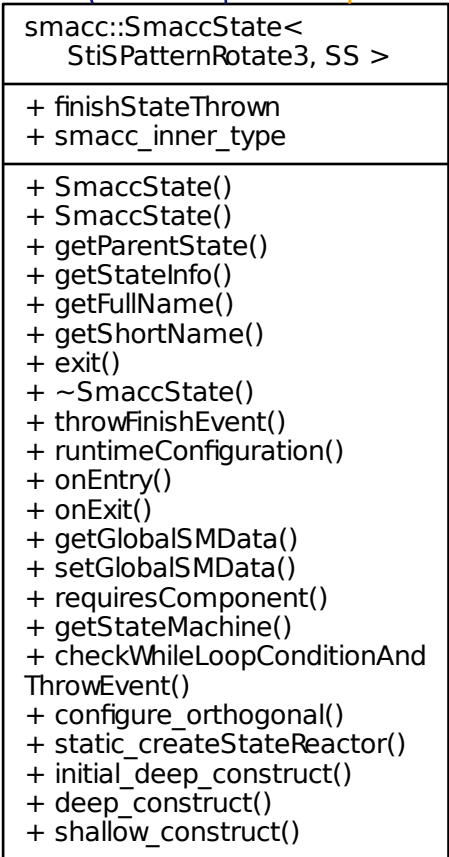 smacc::SmaccState<
StiSPatternRotate3, SS >
+ finishStateThrown
+ smacc_inner_type
+ SmaccState()
+ SmaccState()
+ getParentState()
+ getStateInfo()
+ getFullName()
+ getShortName()
+ exit()
+ ~SmaccState()
+ throwFinishEvent()
+ runtimeConfiguration()
+ onEntry()
+ onExit()
+ getGlobalSMData()
+ setGlobalSMData()
+ requiresComponent()
+ getStateMachine()
+ checkWhileLoopConditionAnd
ThrowEvent()
+ configure_orthogonal()
+ static_createStateReactor()
+ initial_deep_construct()
+ deep_construct()
+ shallow_construct()